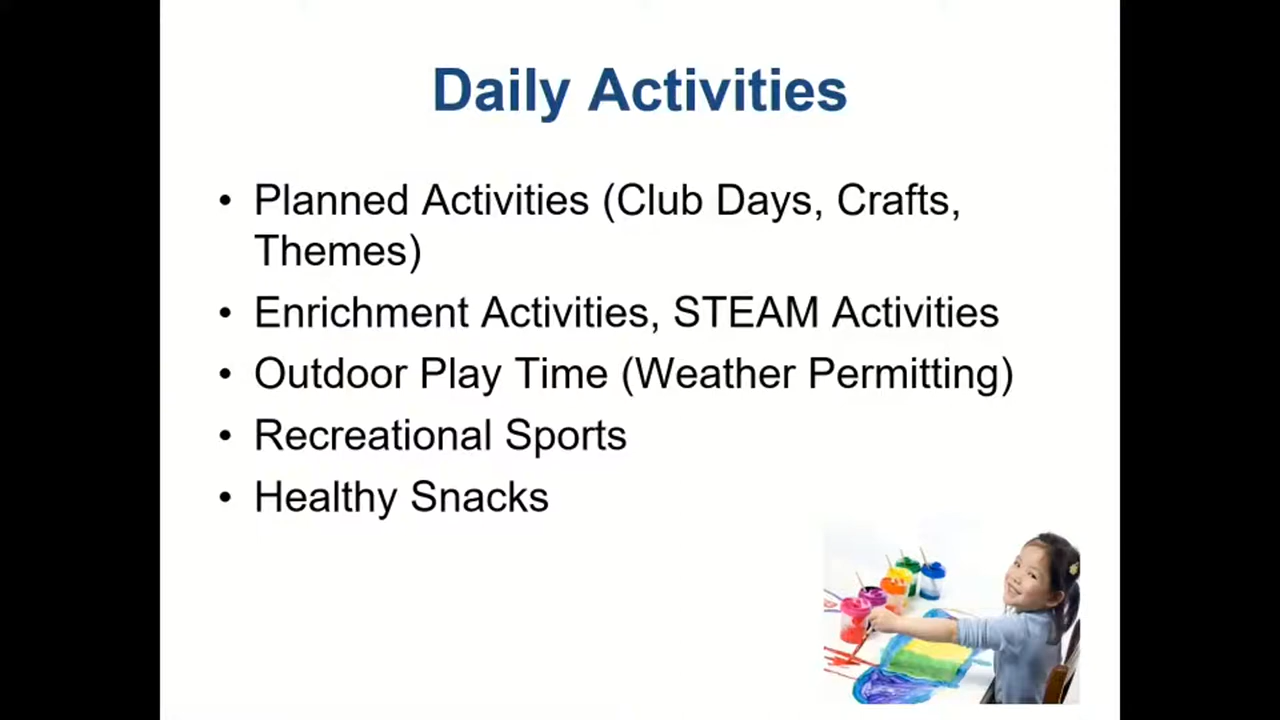 Daily Activities
• Planned Activities (Club Days, Crafts,
Themes)
• Enrichment Activities, STEAM Activities
• Outdoor Play Time (Weather Permitting)
• Recreational Sports
• Healthy Snacks